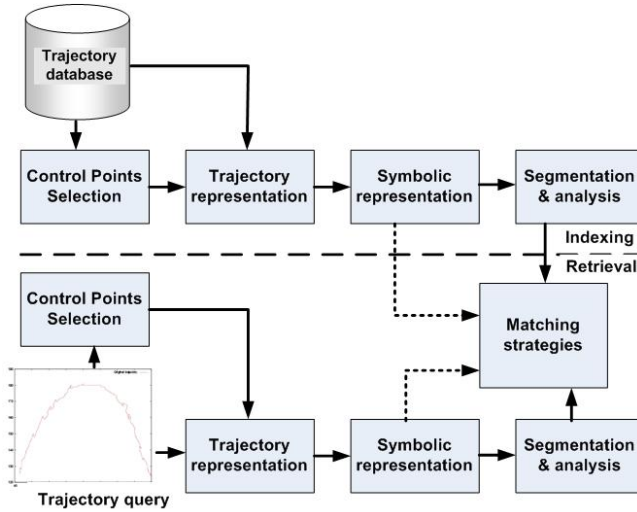 Trajectory
database
Control Points
Selection
Trajectory
representation
Symbolic
representation
Segmentation
& analysis
Indexing
Retrieval
Control Points
Selection
Matching
strategies
Trajectory
representation
Symbolic
representation
Segmentation
& analysis
Trajectory query